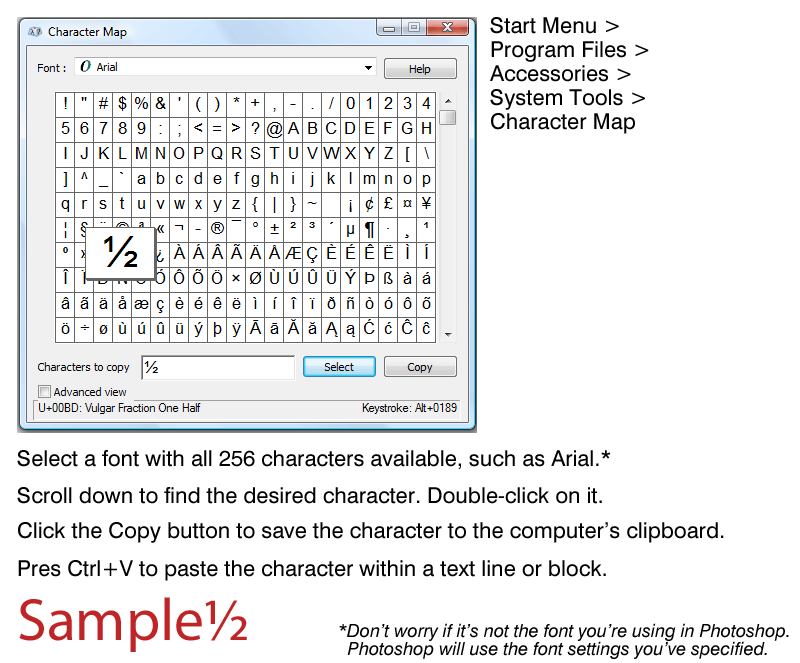 Character Map
Start Menu >
Program Files >
Accessories >
System Tools >
Character Map
Font : O Arial Help
! " # $ % & ' ( ) * + , - . / 0 1 2 3 4
5 6 7 8 9 : ; < = > ? @ A B C D E F G H
I J K L M N O P Q R S T U V W X Y Z [ \
] ^ _ ` a b c d e f g h i j k l m n o p
q r s t u v w x y z { | } ~ ¡ ¢ £ ¤ ¥
¦ § ¨ © ª « ¬ - ® ¯ ° ± ² ³ ´ µ ¶ · ¸ ¹
º » ½ ¿ À Á Â Ã Ä Å Æ Ç È É Ê Ë Ì Í
Î Ï Ð Ñ Ò Ó Ô Õ Ö × Ø Ù Ú Û Ü Ý Þ ß à á
â ã ä å æ ç è é ê ë ì í î ï ð ñ ò ó ô õ
ö ÷ ø ù ú û ü ý þ ÿ Ā ā Ă ă Ą ą Ć ć Ĉ ĉ
Characters to copy ½ Select Copy
Advanced view
U+00BD: Vulgar Fraction One Half Keystroke: Alt+0189
Select a font with all 256 characters available, such as Arial.*
Scroll down to find the desired character. Double-click on it.
Click the Copy button to save the character to the computer's clipboard.
Pres Ctrl+V to paste the character within a text line or block.
Sample½
*Don't worry if it's not the font you're using in Photoshop.
Photoshop will use the font settings you've specified.